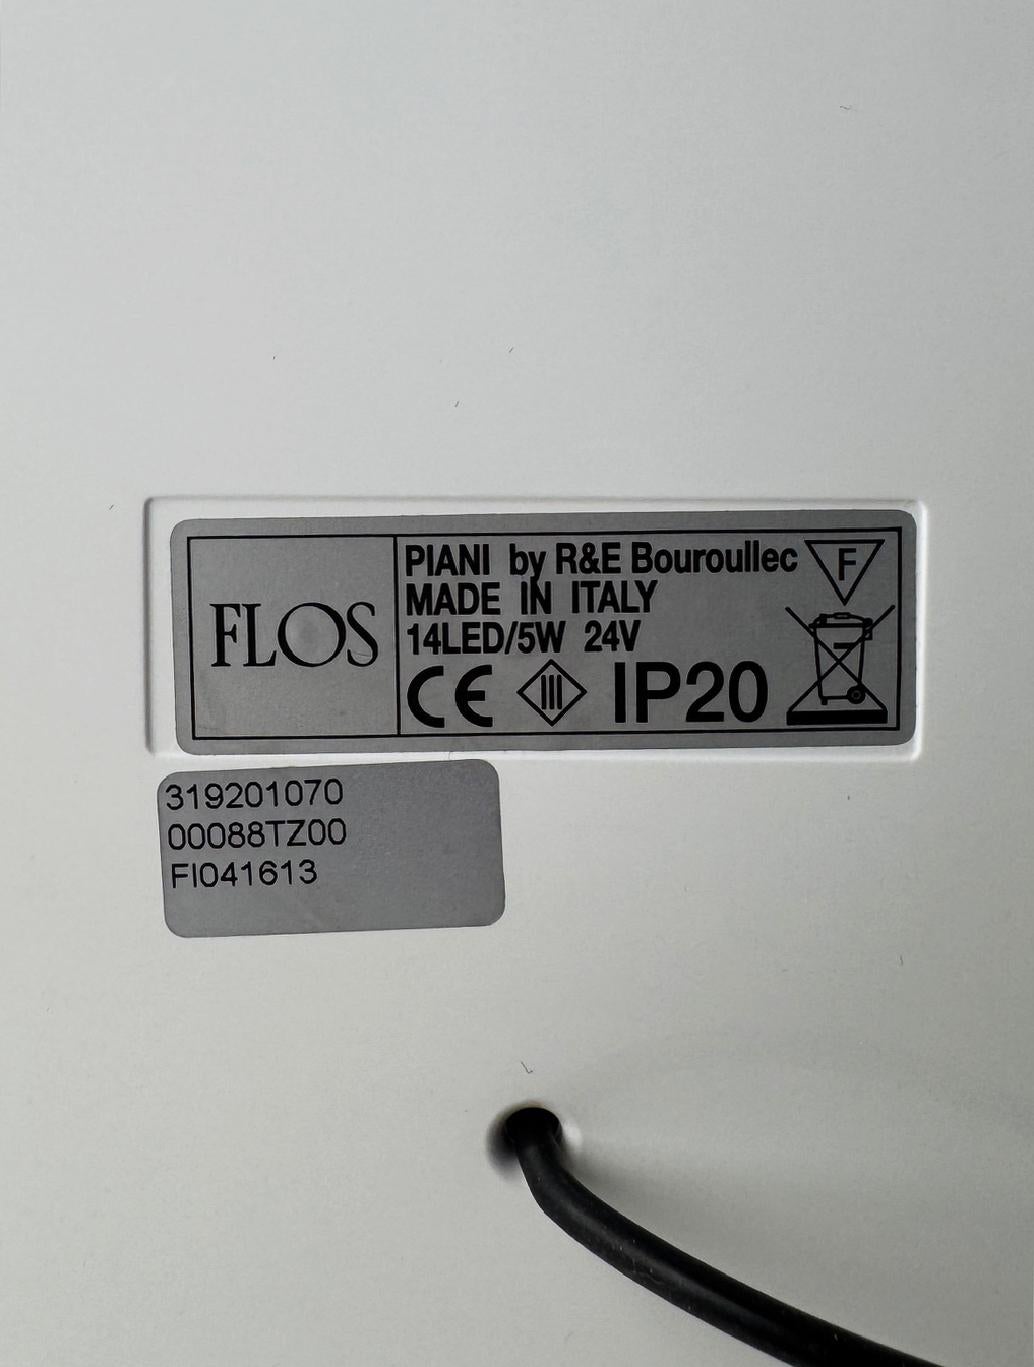 FLOS
PIANI by R&E Bouroullec
F
MADE IN ITALY
14LED/5W 24V
CE III IP20
319201070
00088TZ00
FI041613